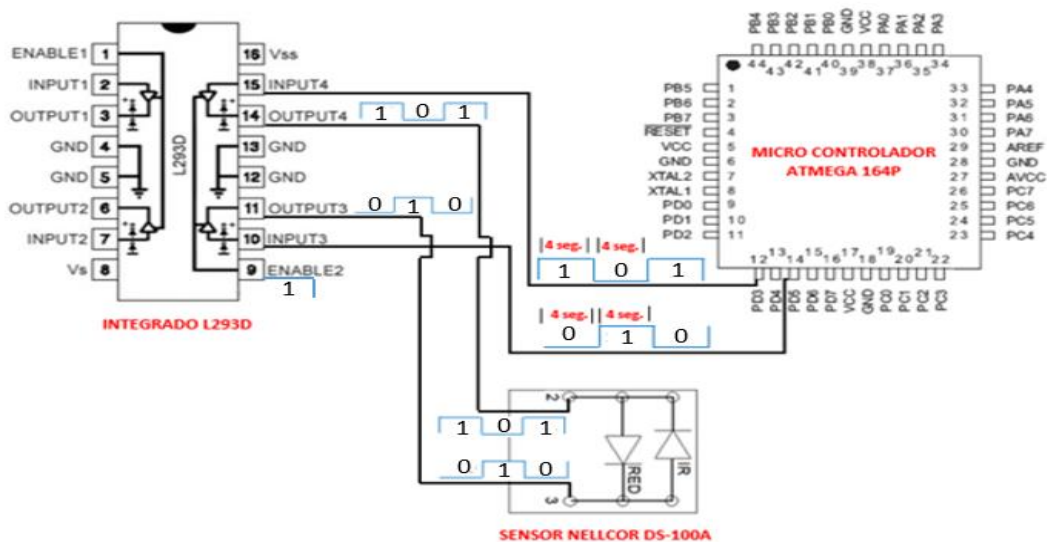 ENABLE1 1 16 Vss
INPUT1 2 15 INPUT4
OUTPUT1 3 14 OUTPUT4
GND 4 13 GND
GND 5 12 GND
OUTPUT2 6 11 OUTPUT3
INPUT2 7 10 INPUT3
Vs 8 9 ENABLE2
L293D
1
INTEGRADO L293D
1 0 1
0 1 0
PB4 PB3 PB2 PB1 PB0 GND VCC PA0 PA1 PA2 PA3
44 43 42 41 40 39 38 37 36 35 34
PB5 1 33 PA4
PB6 2 32 PA5
PB7 3 31 PA6
RESET 4 30 PA7
VCC 5 29 AREF
GND 6 28 GND
XTAL2 7 27 AVCC
XTAL1 8 26 PC7
PD0 9 25 PC6
PD1 10 24 PC5
PD2 11 23 PC4
MICRO CONTROLADOR
ATMEGA 164P
12 13 14 15 16 17 18 19 20 21 22
PD3 PD4 PD5 PD6 PD7 VCC GND PC0 PC1 PC2 PC3
|4 seg.| |4 seg.|
1 0 1
|4 seg.| |4 seg.|
0 1 0
2
1 0 1
0 1 0
3
RED
IR
SENSOR NELLCOR DS-100A